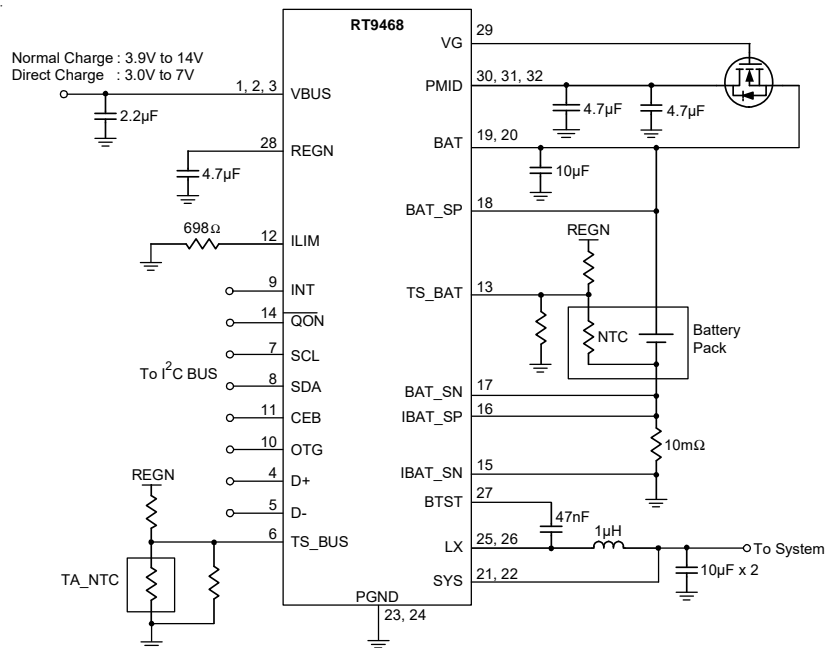 RT9468
Normal Charge : 3.9V to 14V
Direct Charge : 3.0V to 7V
1, 2, 3
VBUS
2.2µF
28
REGN
4.7µF
698Ω
12
ILIM
9
INT
14
QON
7
SCL
To I²C BUS
8
SDA
11
CEB
10
OTG
4
D+
5
D-
6
TS_BUS
REGN
TA_NTC
PGND
23, 24
VG
29
PMID
30, 31, 32
4.7µF
4.7µF
BAT
19, 20
10µF
BAT_SP
18
REGN
TS_BAT
13
NTC
Battery
Pack
BAT_SN
17
IBAT_SP
16
10mΩ
IBAT_SN
15
BTST
27
47nF
1µH
LX
25, 26
To System
SYS
21, 22
10µF x 2